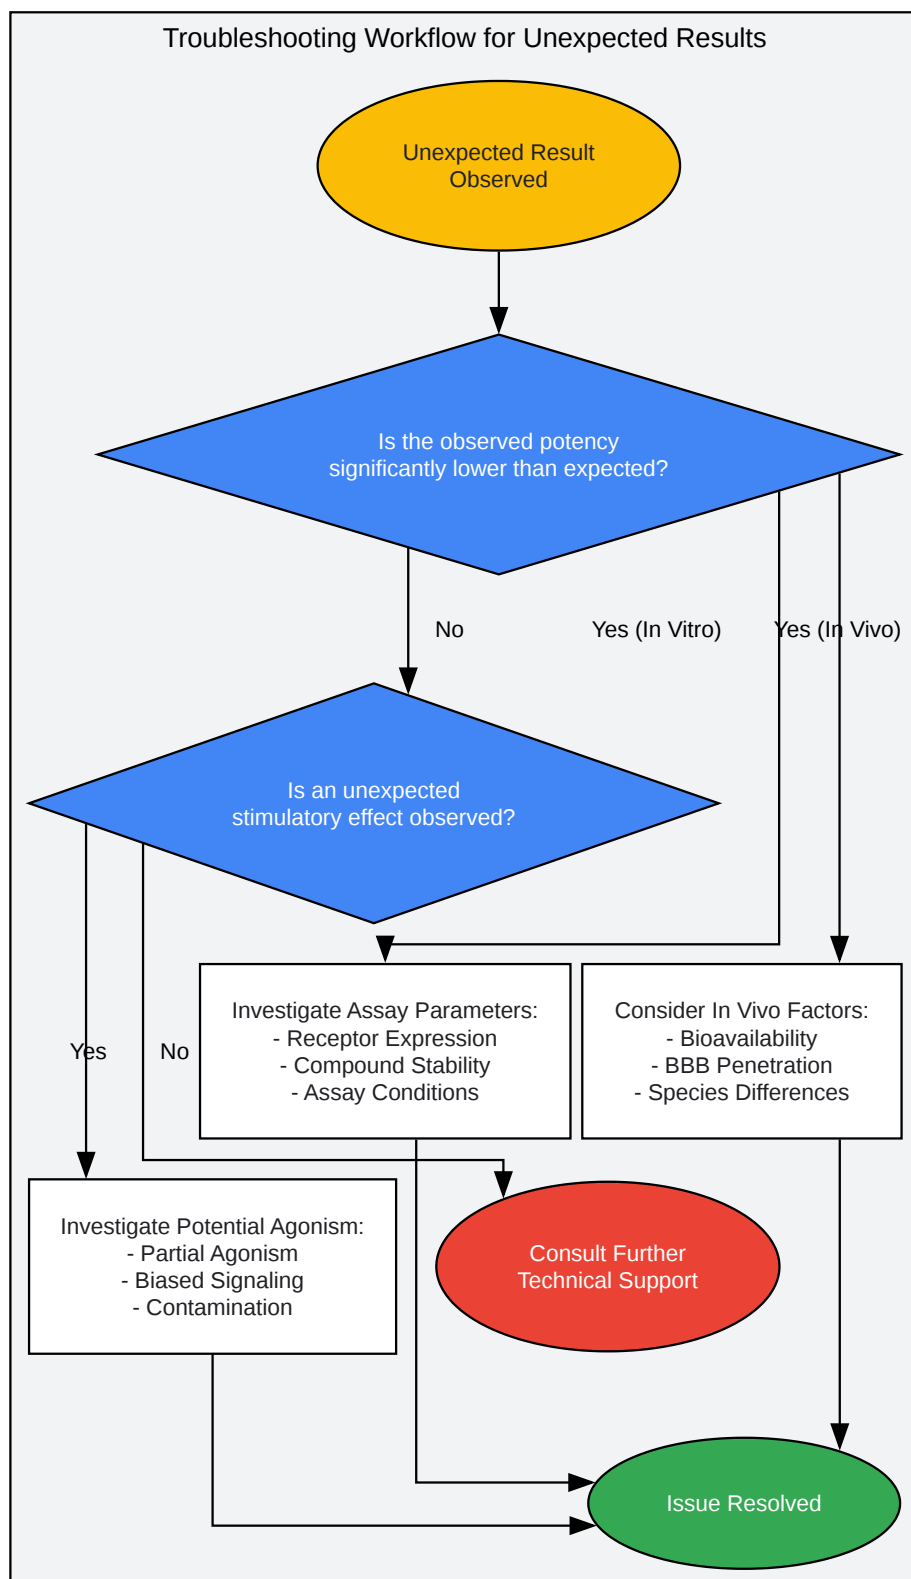 Troubleshooting Workflow for Unexpected Results
Unexpected Result
Observed
Is the observed potency
significantly lower than expected?
No
Yes (In Vitro)
Yes (In Vivo)
Is an unexpected
stimulatory effect observed?
Investigate Assay Parameters:
- Receptor Expression
- Compound Stability
- Assay Conditions
Consider In Vivo Factors:
- Bioavailability
- BBB Penetration
- Species Differences
Yes
No
Investigate Potential Agonism:
- Partial Agonism
- Biased Signaling
- Contamination
Consult Further
Technical Support
Issue Resolved